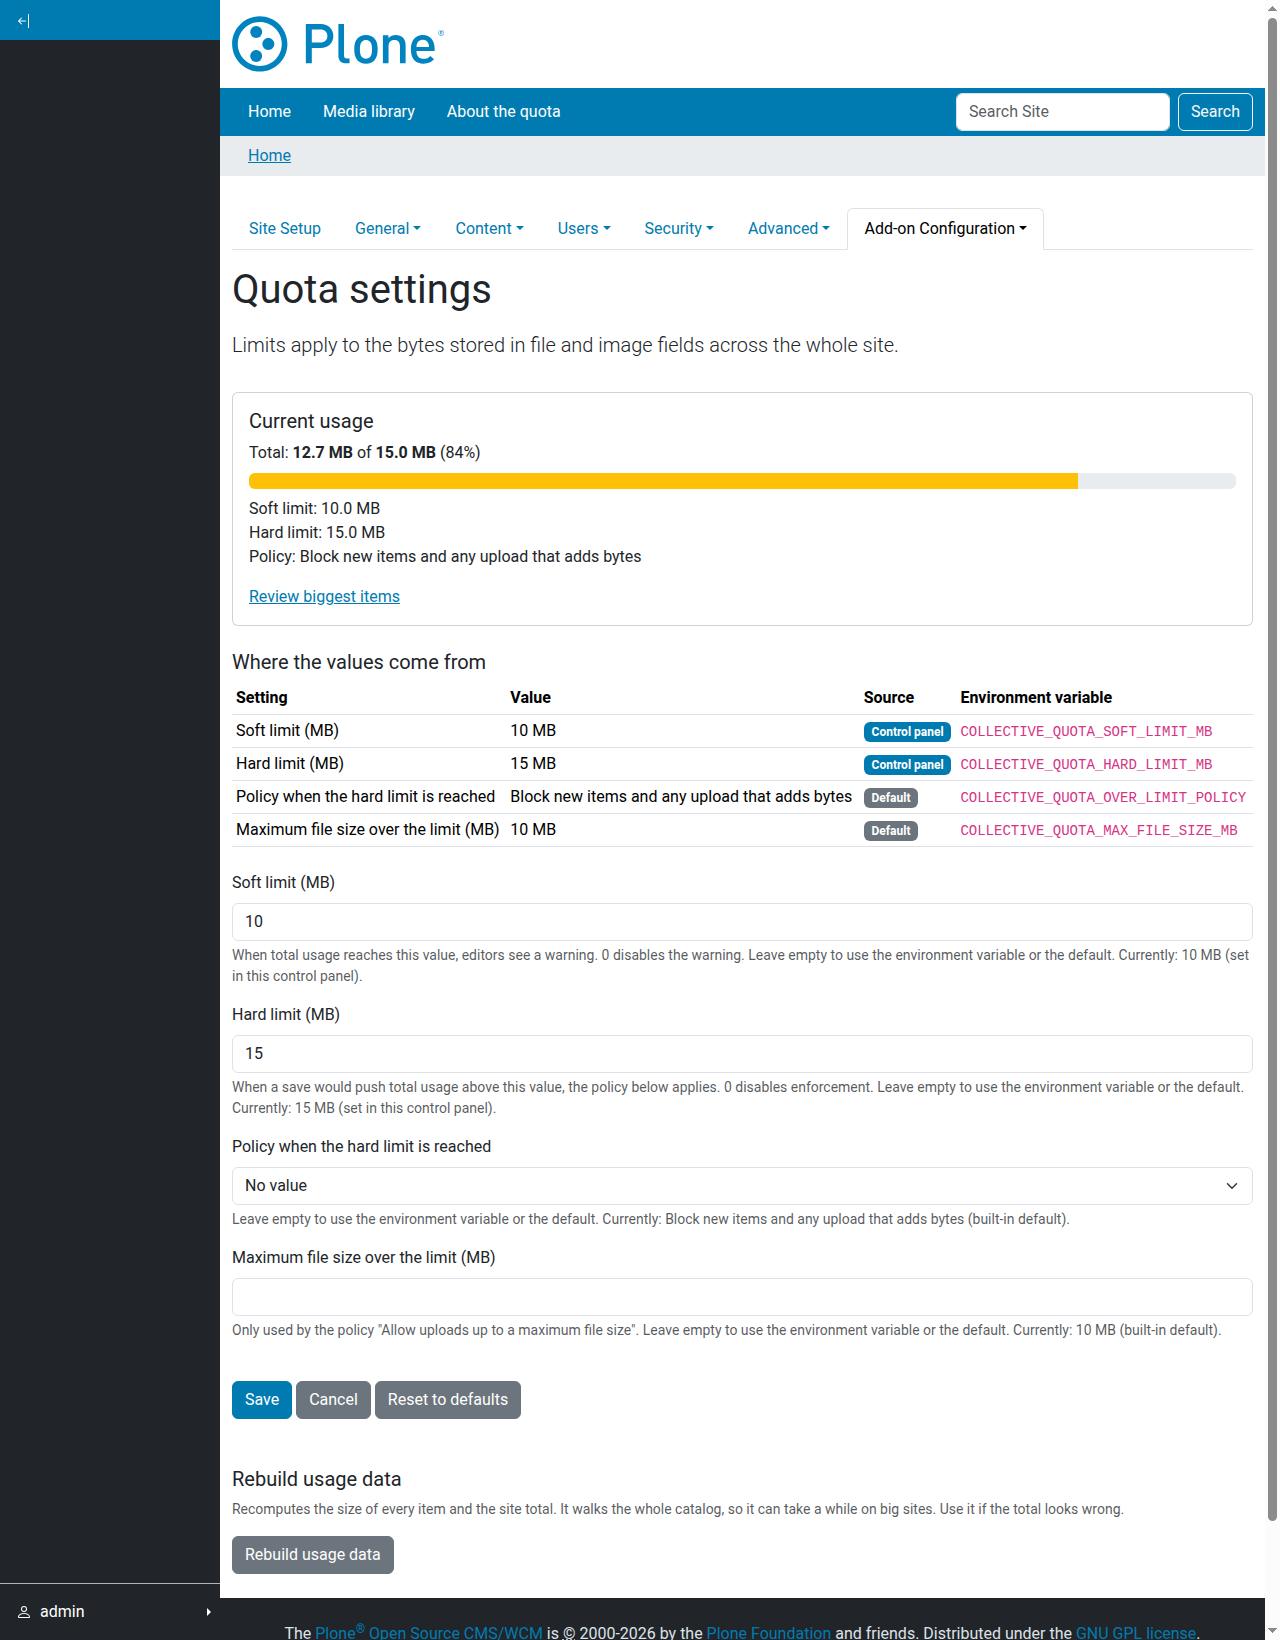 Plone®
Home Media library About the quota Search Site Search
Home
Site Setup General Content Users Security Advanced Add-on Configuration
Quota settings
Limits apply to the bytes stored in file and image fields across the whole site.
Current usage
Total: 12.7 MB of 15.0 MB (84%)
Soft limit: 10.0 MB
Hard limit: 15.0 MB
Policy: Block new items and any upload that adds bytes
Review biggest items
Where the values come from
Setting Value Source Environment variable
Soft limit (MB) 10 MB Control panel COLLECTIVE_QUOTA_SOFT_LIMIT_MB
Hard limit (MB) 15 MB Control panel COLLECTIVE_QUOTA_HARD_LIMIT_MB
Policy when the hard limit is reached Block new items and any upload that adds bytes Default COLLECTIVE_QUOTA_OVER_LIMIT_POLICY
Maximum file size over the limit (MB) 10 MB Default COLLECTIVE_QUOTA_MAX_FILE_SIZE_MB
Soft limit (MB)
10
When total usage reaches this value, editors see a warning. 0 disables the warning. Leave empty to use the environment variable or the default. Currently: 10 MB (set
in this control panel).
Hard limit (MB)
15
When a save would push total usage above this value, the policy below applies. 0 disables enforcement. Leave empty to use the environment variable or the default.
Currently: 15 MB (set in this control panel).
Policy when the hard limit is reached
No value
Leave empty to use the environment variable or the default. Currently: Block new items and any upload that adds bytes (built-in default).
Maximum file size over the limit (MB)
Only used by the policy "Allow uploads up to a maximum file size". Leave empty to use the environment variable or the default. Currently: 10 MB (built-in default).
Save Cancel Reset to defaults
Rebuild usage data
Recomputes the size of every item and the site total. It walks the whole catalog, so it can take a while on big sites. Use it if the total looks wrong.
Rebuild usage data
admin
The Plone® Open Source CMS/WCM is © 2000-2026 by the Plone Foundation and friends. Distributed under the GNU GPL license.